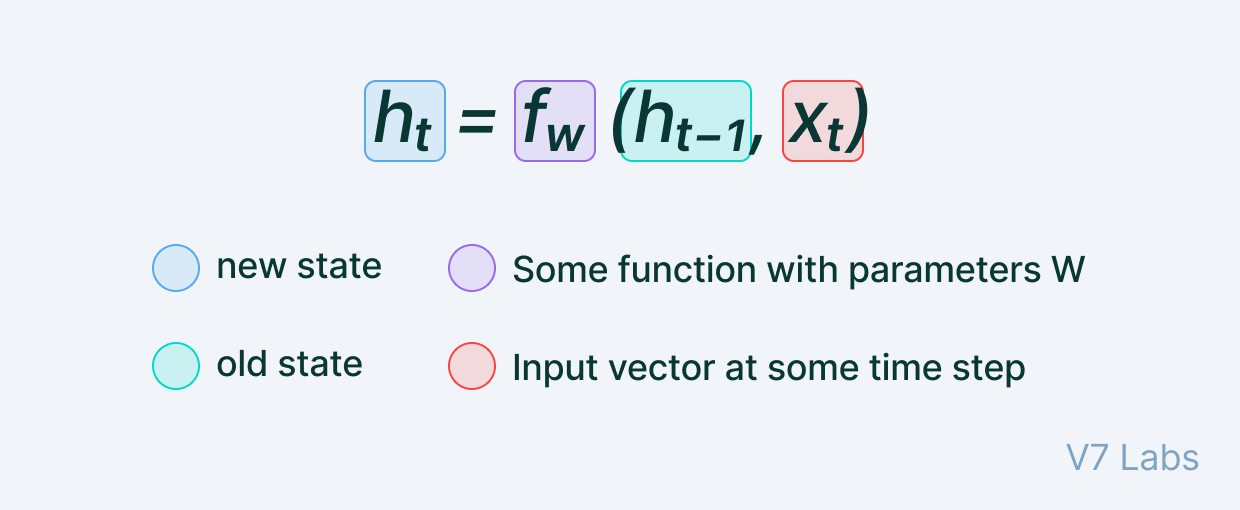 hₜ = f_w (hₜ₋₁, xₜ)
new state
Some function with parameters W
old state
Input vector at some time step
V7 Labs